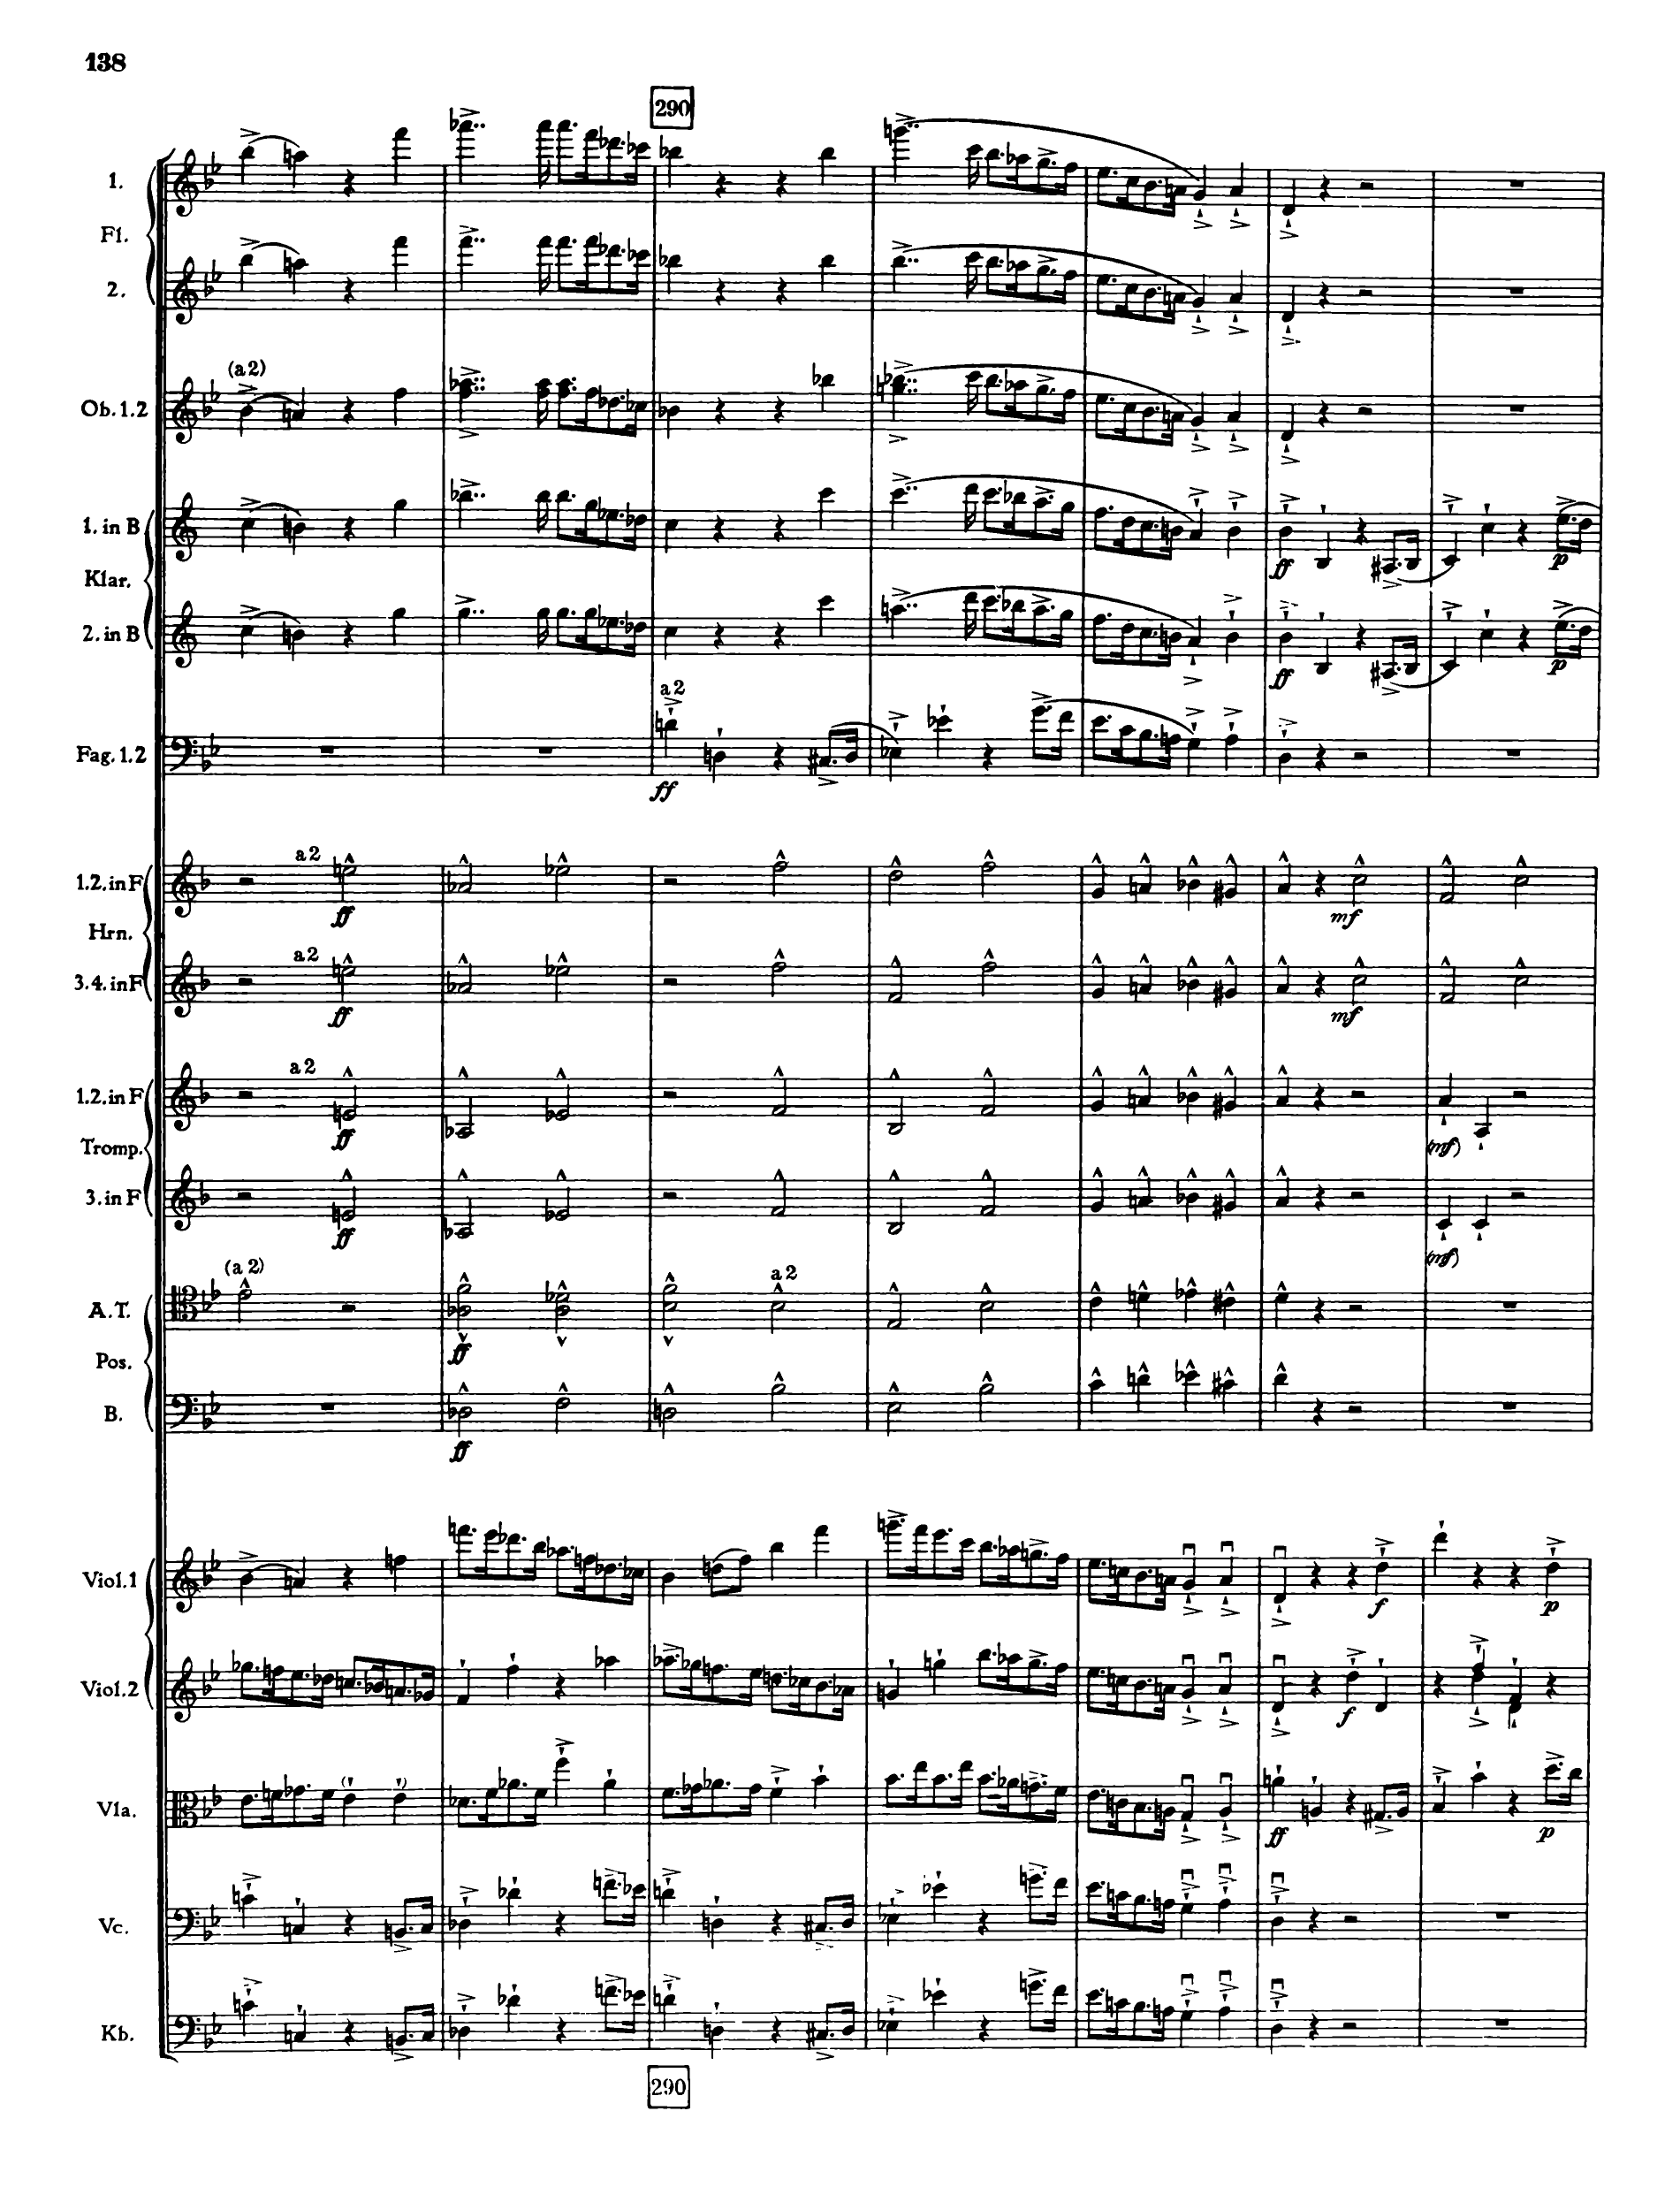 138
290
1.
Fl.
2.
(a 2)
Ob. 1.2
1. in B
Klar.
ff
p
2. in B
ff
p
a 2
Fag. 1.2
ff
a 2
1.2. in F
ff
mf
Hrn.
a 2
3.4. in F
ff
mf
a 2
1.2. in F
ff
(mf)
Tromp.
3. in F
ff
(mf)
(a 2)
a 2
A. T.
ff
Pos.
B.
ff
Viol. 1
f
p
Viol. 2
f
Vla.
ff
p
Vc.
Kb.
290